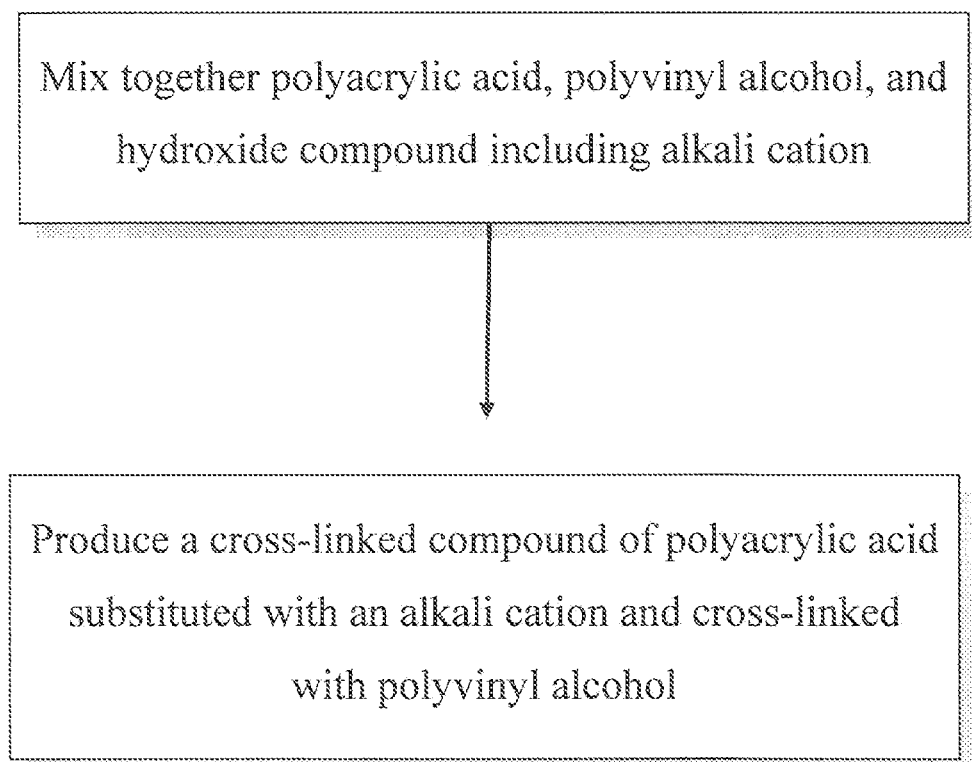 Mix together polyacrylic acid, polyvinyl alcohol, and
hydroxide compound including alkali cation
Produce a cross-linked compound of polyacrylic acid
substituted with an alkali cation and cross-linked
with polyvinyl alcohol